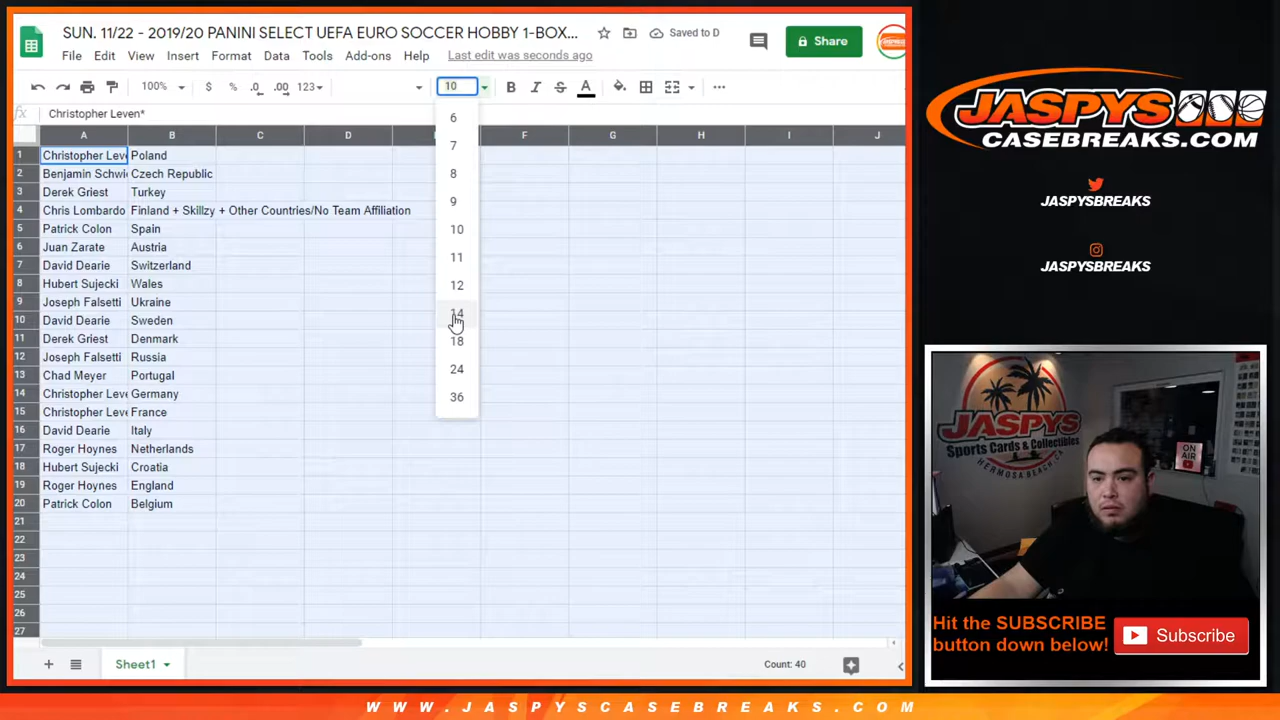 SUN. 11/22 - 2019/20 PANINI SELECT UEFA EURO SOCCER HOBBY 1-BOX...
Saved to D
Share
File Edit View Insert Format Data Tools Add-ons Help Last edit was seconds ago
100% $ % .0 .00 123 10 B I S A
fx Christopher Leven*
A B C D F G H I J
1 Christopher Leve Poland
2 Benjamin Schwi Czech Republic
3 Derek Griest Turkey
4 Chris Lombardo Finland + Skillzy + Other Countries/No Team Affiliation
5 Patrick Colon Spain
6 Juan Zarate Austria
7 David Dearie Switzerland
8 Hubert Sujecki Wales
9 Joseph Falsetti Ukraine
10 David Dearie Sweden
11 Derek Griest Denmark
12 Joseph Falsetti Russia
13 Chad Meyer Portugal
14 Christopher Leve Germany
15 Christopher Leve France
16 David Dearie Italy
17 Roger Hoynes Netherlands
18 Hubert Sujecki Croatia
19 Roger Hoynes England
20 Patrick Colon Belgium
21
22
23
24
25
26
27
6
7
8
9
10
11
12
14
18
24
36
Sheet1
Count: 40
JASPYS
CASEBREAKS.COM
JASPYSBREAKS
JASPYSBREAKS
JASPYS
Sports Cards & Collectibles
HERMOSA BEACH, CA
ON AIR
Hit the SUBSCRIBE
button down below!
Subscribe
WWW.JASPYSCASEBREAKS.COM